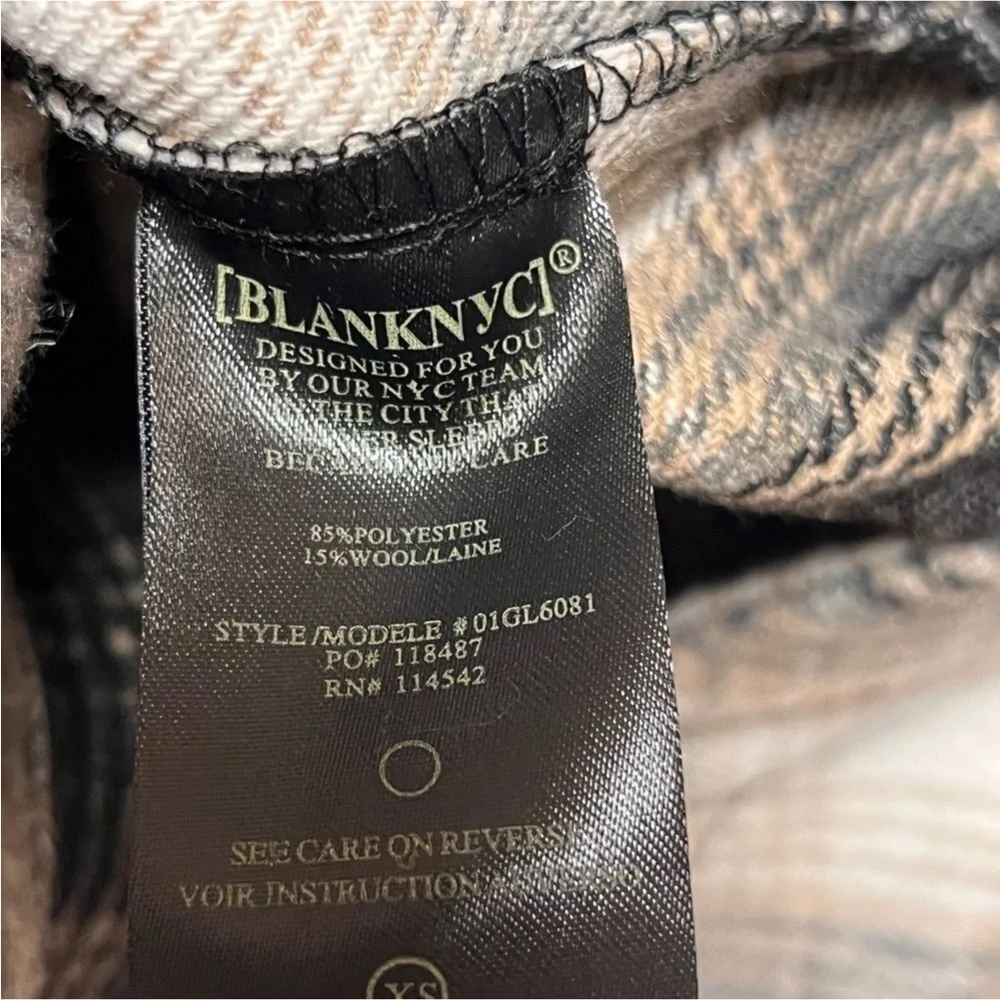 [BLANKNYC]®
DESIGNED FOR YOU
BY OUR NYC TEAM
THE CITY
CARE
85%POLYESTER
15%WOOL/LAINE
STYLE/MODELE #01GL6081
PO# 118487
RN# 114542
SEE CARE ON REVERSE
VOIR INSTRUCTION
XS